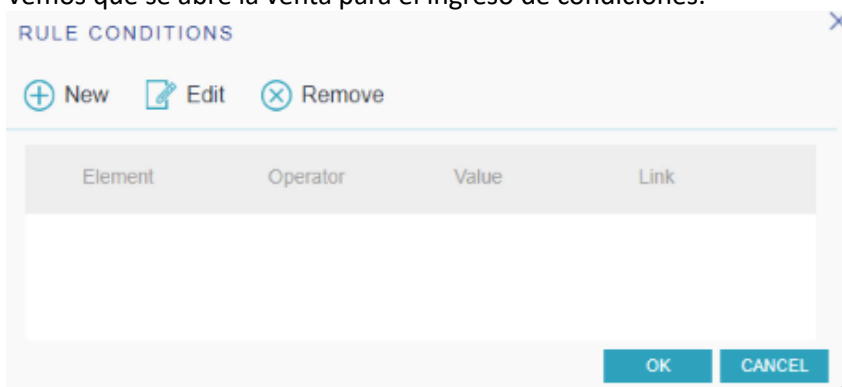 Vemos que se abre la venta para el ingreso de condiciones:
RULE CONDITIONS
New Edit Remove
Element Operator Value Link
OK CANCEL